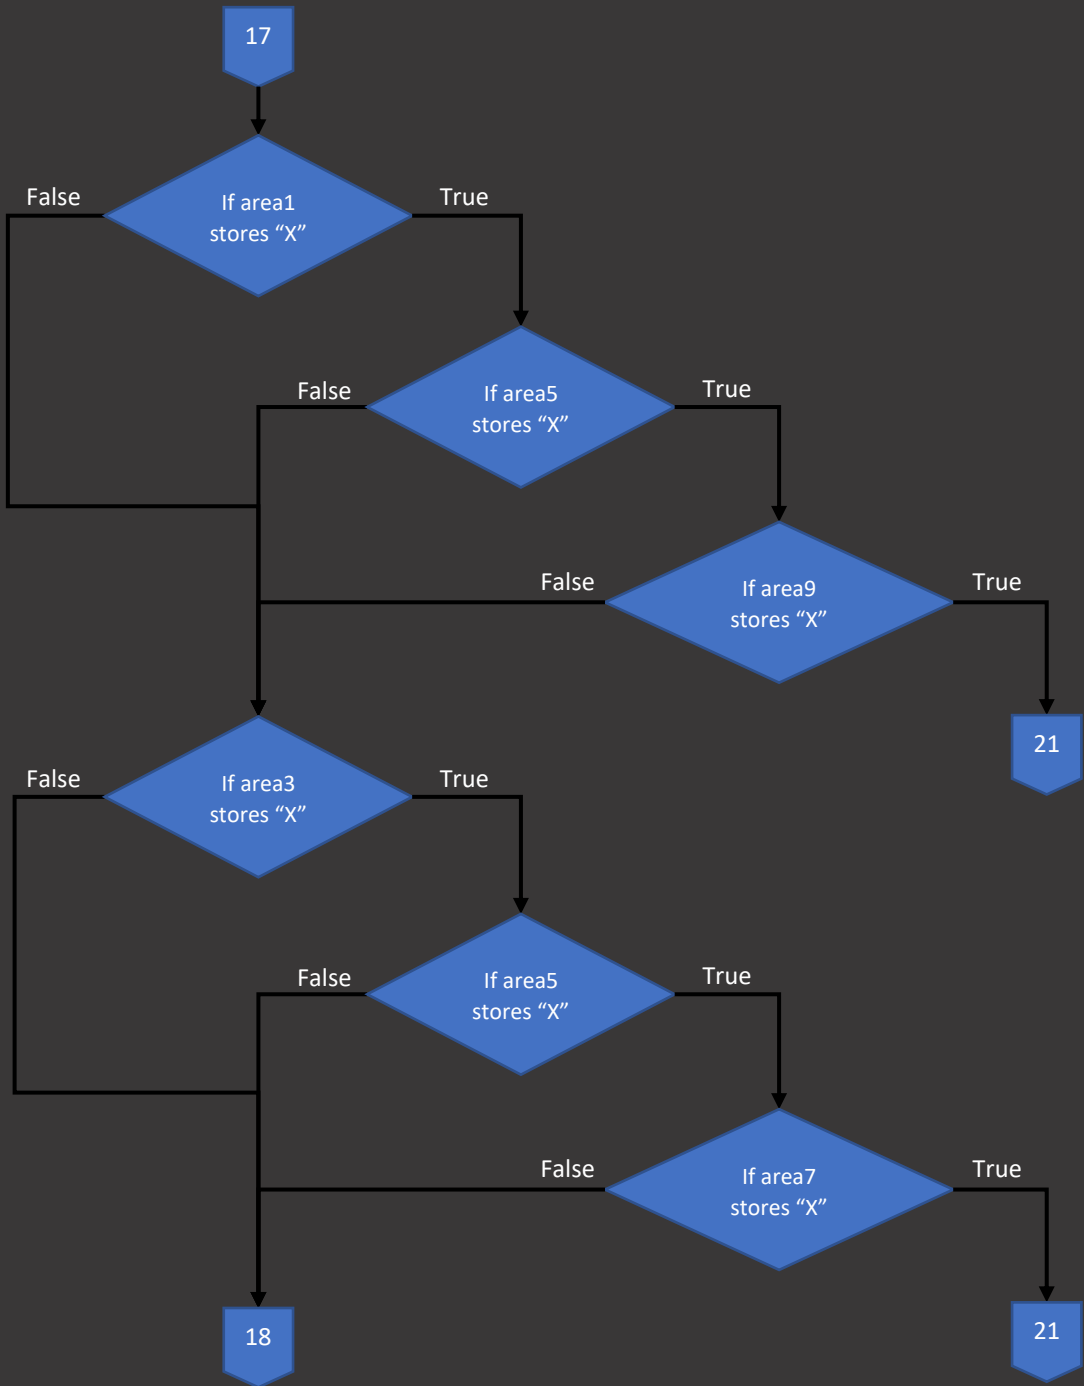 17
False
True
If area1
stores “X”
False
True
If area5
stores “X”
False
True
If area9
stores “X”
21
False
True
If area3
stores “X”
False
True
If area5
stores “X”
False
True
If area7
stores “X”
18
21